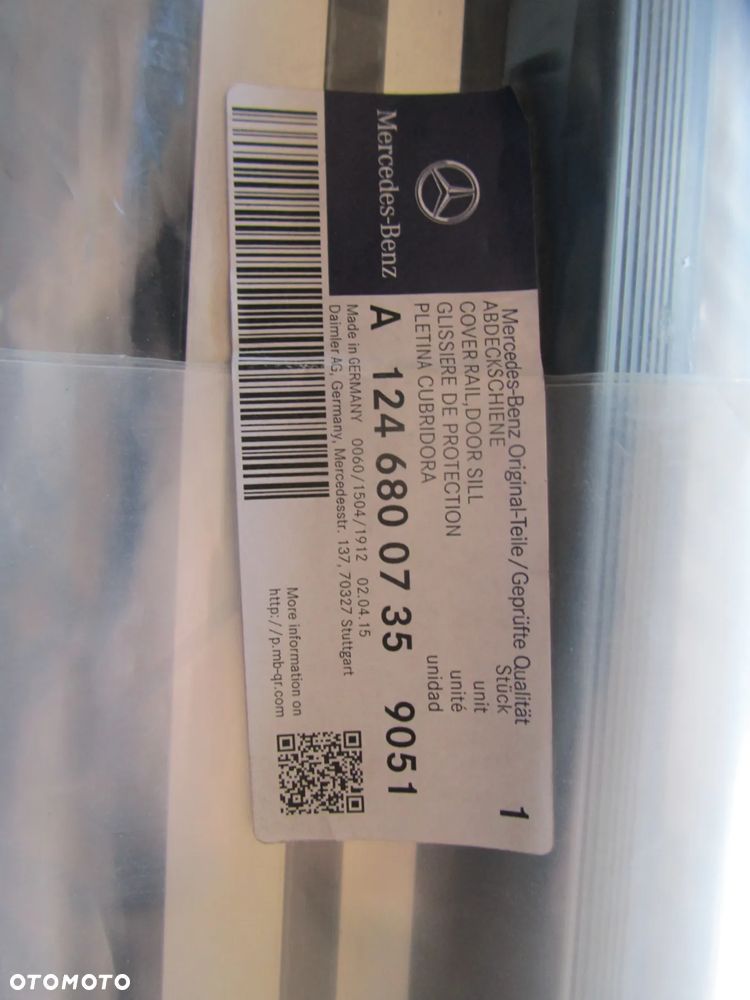 Mercedes-Benz
Mercedes-Benz Original-Teile/Geprüfte Qualität
ABDECKSCHIENE Stück 1
COVER RAIL,DOOR SILL unit
GLISSIERE DE PROTECTION unité
PLETINA CUBRIDORA unidad
A 124 680 07 35 9051
Made in GERMANY 0060/1504/1912 02.04.15
Daimler AG, Germany, Mercedesstr. 137, 70327 Stuttgart
More information on
http://p.mb-qr.com
OTOMOTO